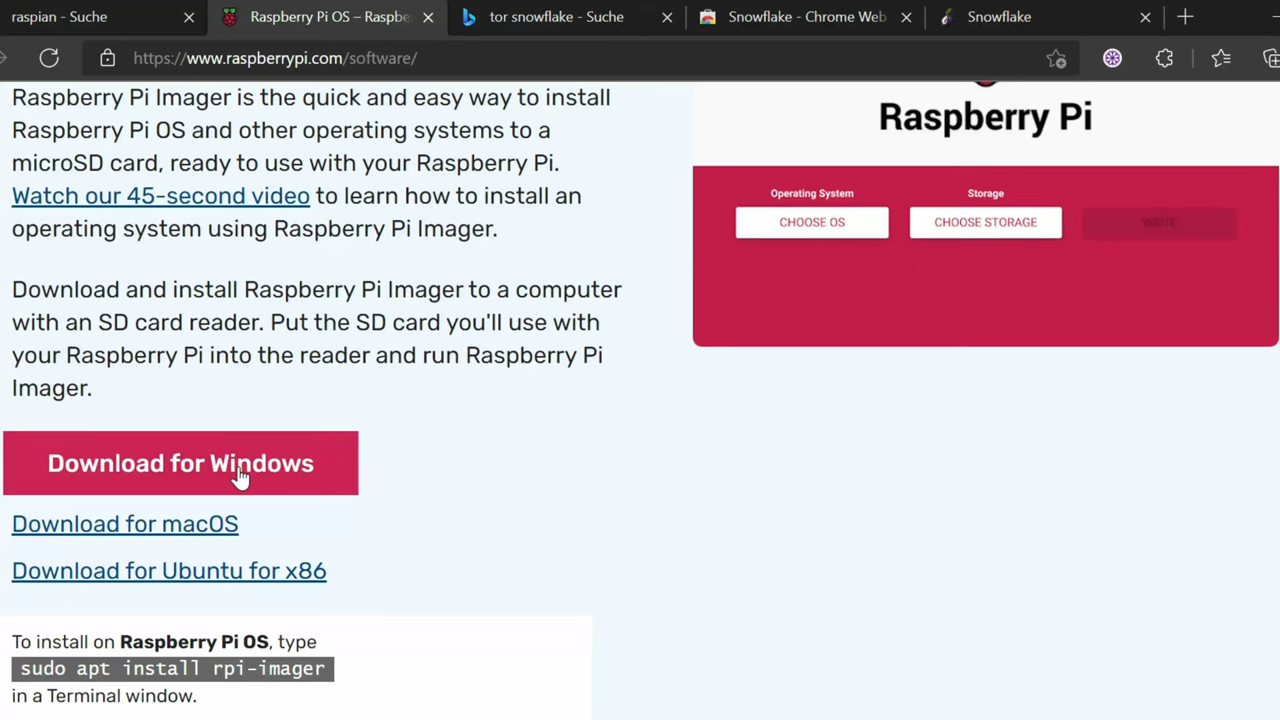 raspian - Suche
Raspberry Pi OS – Raspbe
tor snowflake - Suche
Snowflake - Chrome Web
Snowflake
https://www.raspberrypi.com/software/
Raspberry Pi Imager is the quick and easy way to install
Raspberry Pi OS and other operating systems to a
microSD card, ready to use with your Raspberry Pi.
Watch our 45-second video to learn how to install an
operating system using Raspberry Pi Imager.
Download and install Raspberry Pi Imager to a computer
with an SD card reader. Put the SD card you'll use with
your Raspberry Pi into the reader and run Raspberry Pi
Imager.
Download for Windows
Download for macOS
Download for Ubuntu for x86
To install on Raspberry Pi OS, type
sudo apt install rpi-imager
in a Terminal window.
Raspberry Pi
Operating System
Storage
CHOOSE OS
CHOOSE STORAGE
WRITE